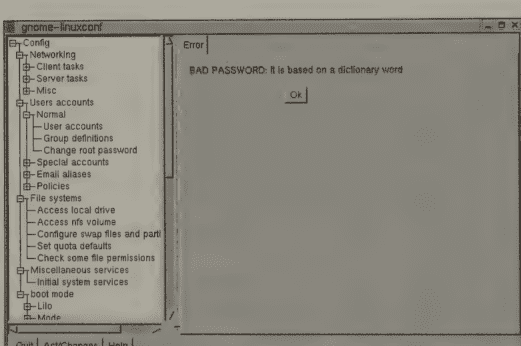 gnome-linuxconf
Config
Networking
Client tasks
Server tasks
Misc
Users accounts
Normal
User accounts
Group definitions
Change root password
Special accounts
Email aliases
Policies
File systems
Access local drive
Access nfs volume
Configure swap files and parti
Set quota defaults
Check some file permissions
Miscellaneous services
Initial system services
boot mode
Lilo
Mode
Error
BAD PASSWORD: it is based on a dictionary word
Ok
Quit Act/Changes Help